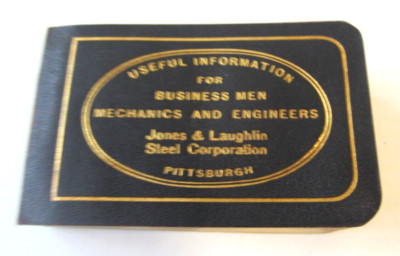 USEFUL INFORMATION
FOR
BUSINESS MEN
MECHANICS AND ENGINEERS
Jones & Laughlin
Steel Corporation
PITTSBURGH